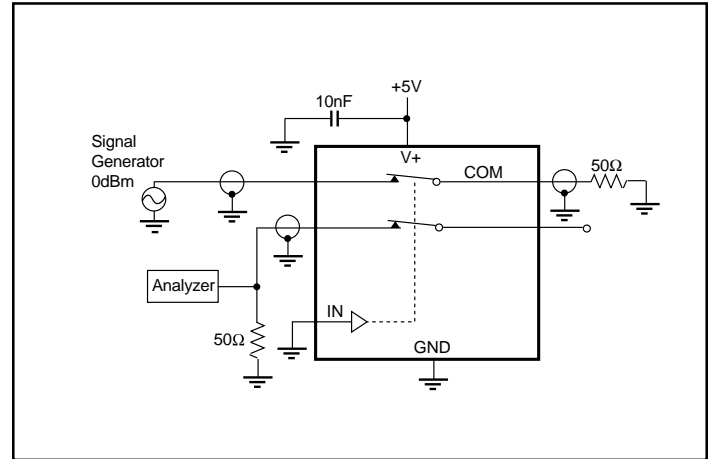 +5V
10nF
Signal
Generator
0dBm
V+
COM
50Ω
Analyzer
IN
50Ω
GND